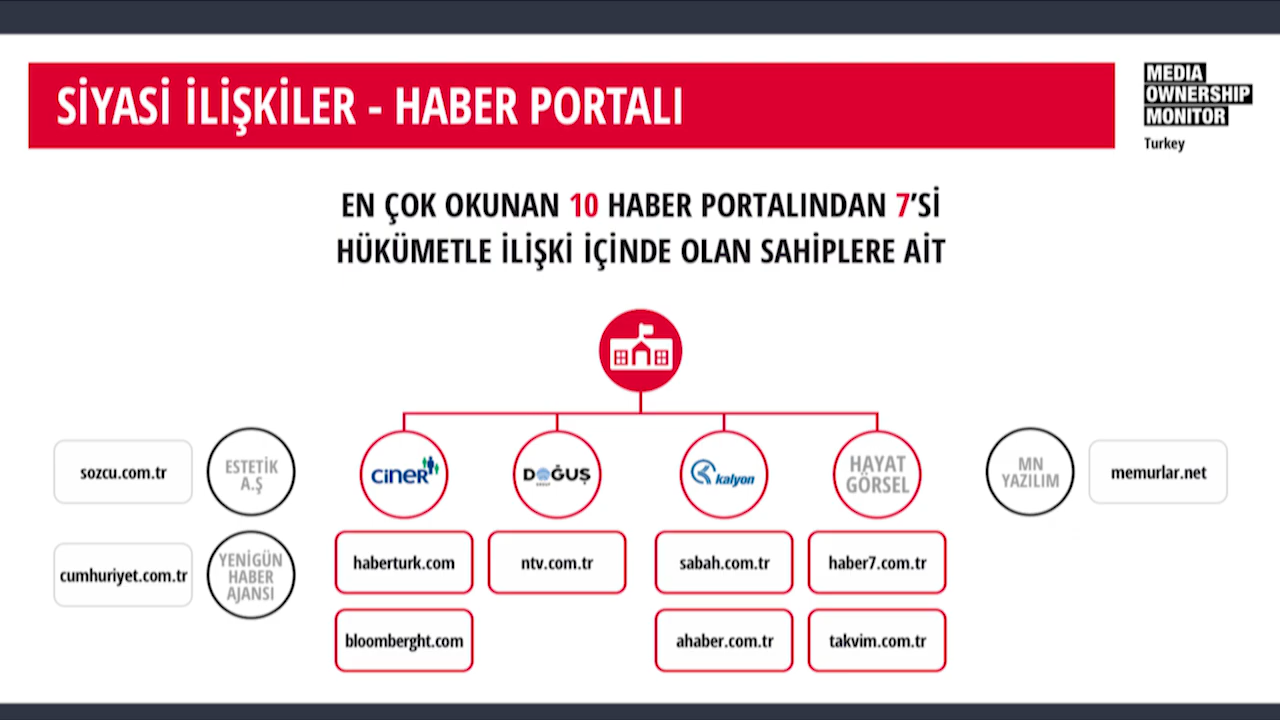 SİYASİ İLİŞKİLER - HABER PORTALI
MEDIA
OWNERSHIP
MONITOR
Turkey
EN ÇOK OKUNAN 10 HABER PORTALINDAN 7'Sİ
HÜKÜMETLE İLİŞKİ İÇİNDE OLAN SAHİPLERE AİT
sozcu.com.tr
ESTETİK
A.Ş
cumhuriyet.com.tr
YENİGÜN
HABER
AJANSI
CINER
haberturk.com
bloomberght.com
DOĞUŞ
GROUP
ntv.com.tr
kalyon
sabah.com.tr
ahaber.com.tr
HAYAT
GÖRSEL
haber7.com.tr
takvim.com.tr
MN
YAZILIM
memurlar.net